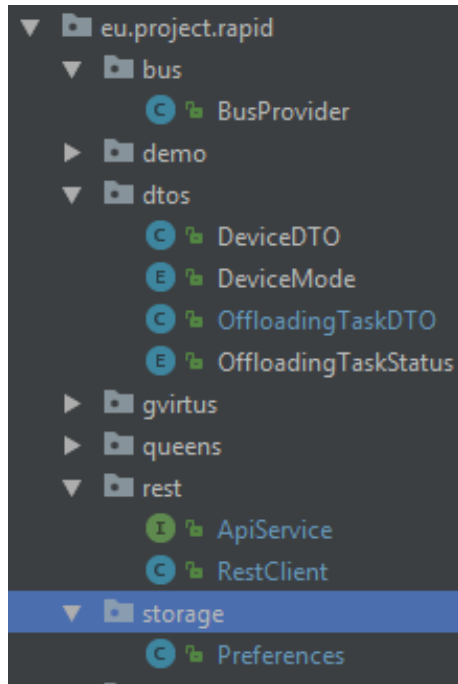 eu.project.rapid
bus
C BusProvider
demo
dtos
C DeviceDTO
E DeviceMode
C OffloadingTaskDTO
E OffloadingTaskStatus
gvirtus
queens
rest
I ApiService
C RestClient
storage
C Preferences